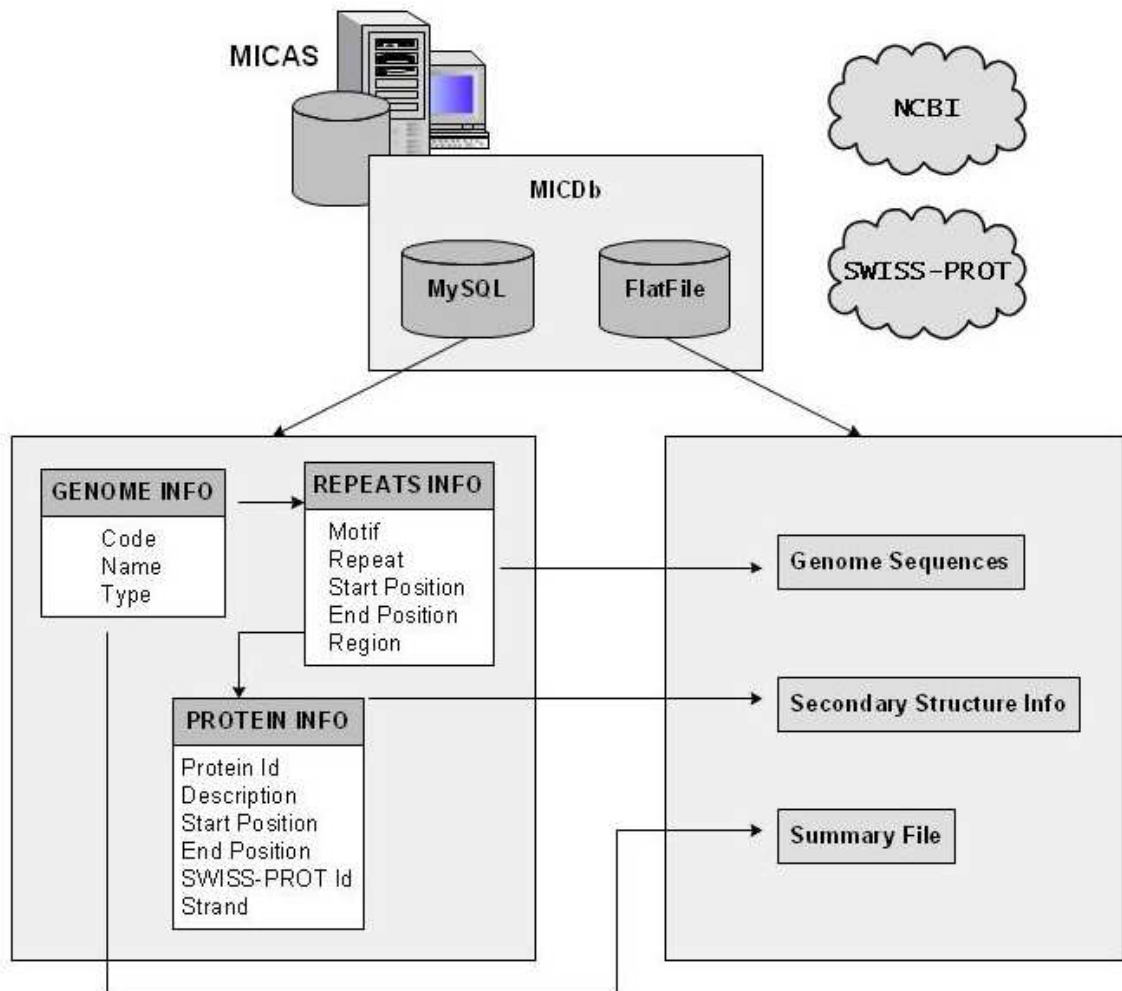 MICAS
NCBI
MICDb
SWISS-PROT
MySQL
FlatFile
GENOME INFO
Code
Name
Type
REPEATS INFO
Motif
Repeat
Start Position
End Position
Region
PROTEIN INFO
Protein Id
Description
Start Position
End Position
SWISS-PROT Id
Strand
Genome Sequences
Secondary Structure Info
Summary File